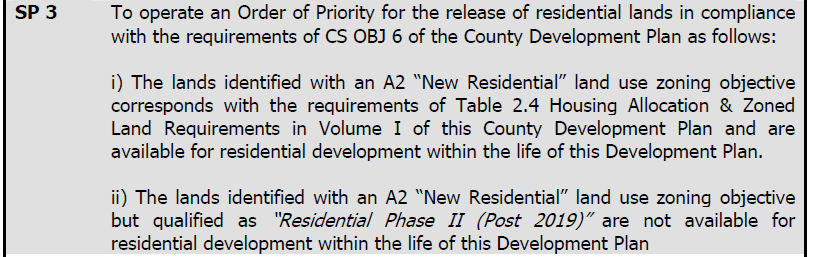 SP 3 To operate an Order of Priority for the release of residential lands in compliance
with the requirements of CS OBJ 6 of the County Development Plan as follows:
i) The lands identified with an A2 “New Residential” land use zoning objective
corresponds with the requirements of Table 2.4 Housing Allocation & Zoned
Land Requirements in Volume I of this County Development Plan and are
available for residential development within the life of this Development Plan.
ii) The lands identified with an A2 “New Residential” land use zoning objective
but qualified as “Residential Phase II (Post 2019)” are not available for
residential development within the life of this Development Plan